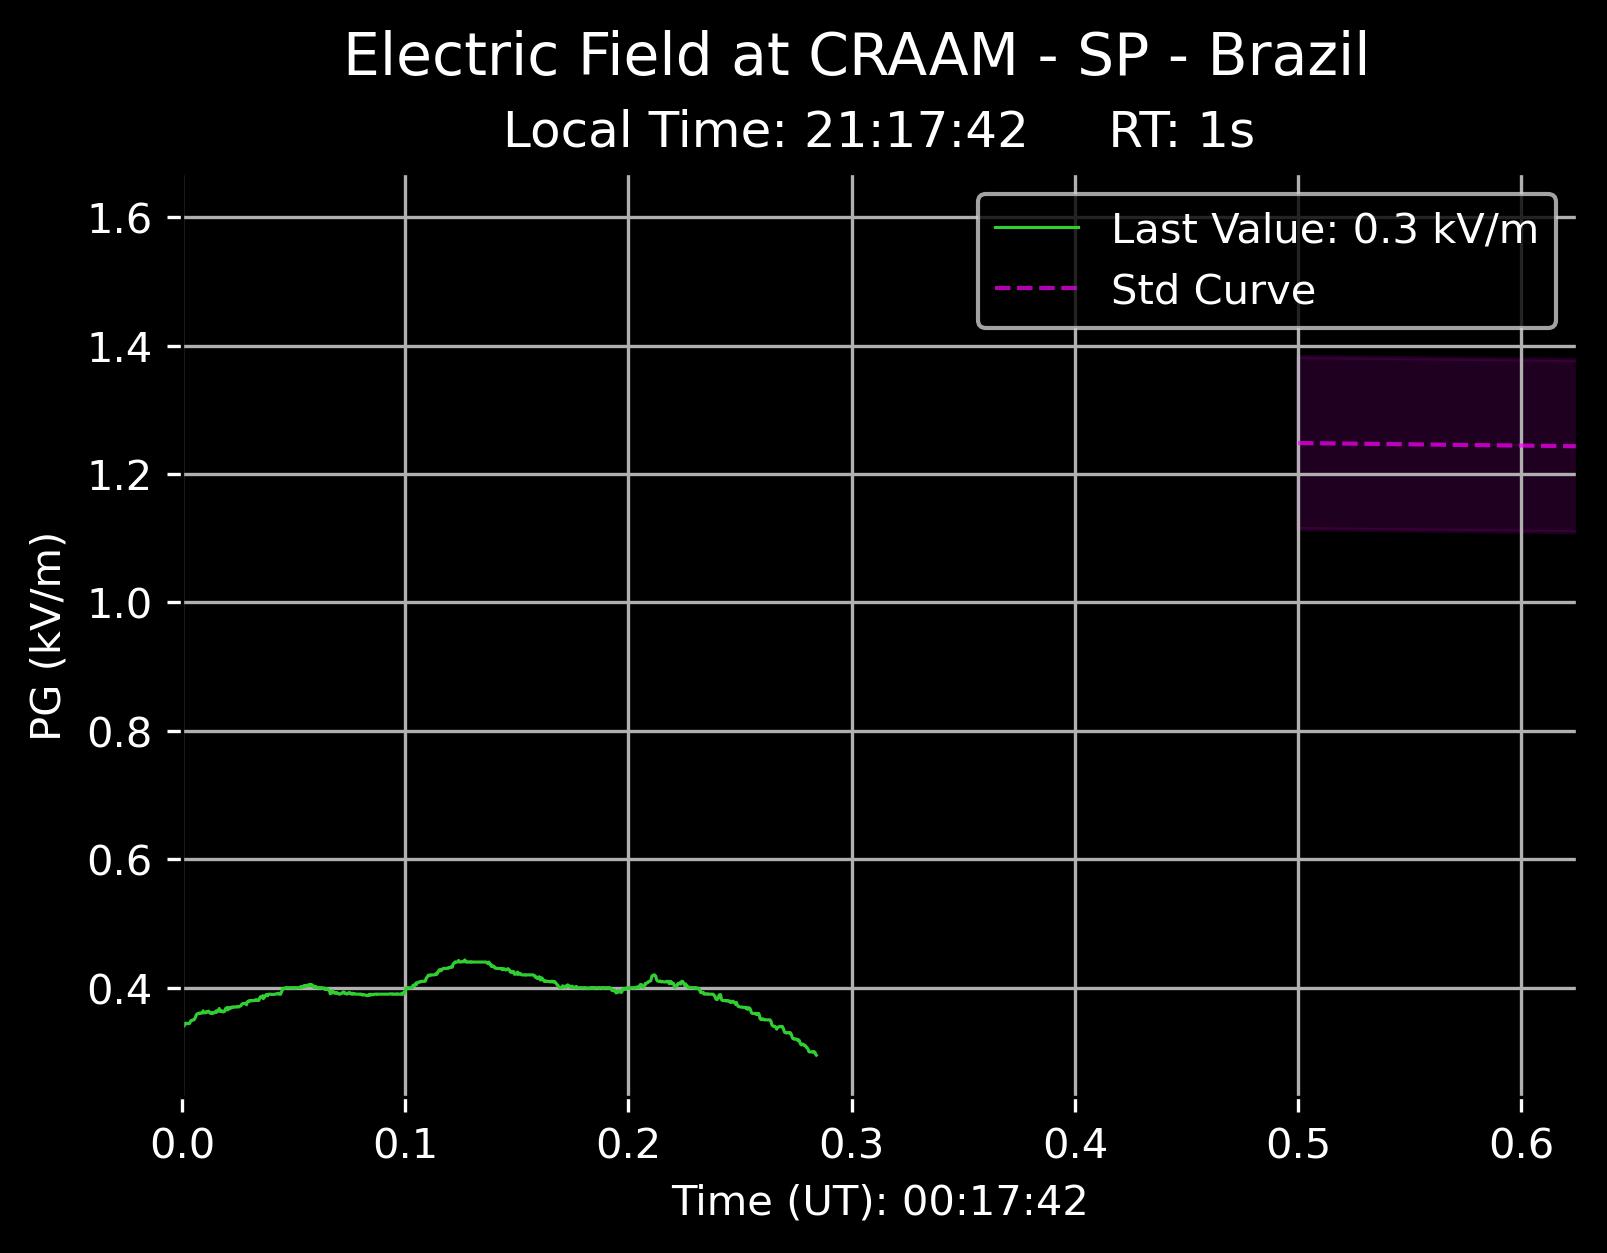 Electric Field at CRAAM - SP - Brazil
Local Time: 21:17:42 RT: 1s
Last Value: 0.3 kV/m
Std Curve
PG (kV/m)
1.6
1.4
1.2
1.0
0.8
0.6
0.4
0.0 0.1 0.2 0.3 0.4 0.5 0.6
Time (UT): 00:17:42